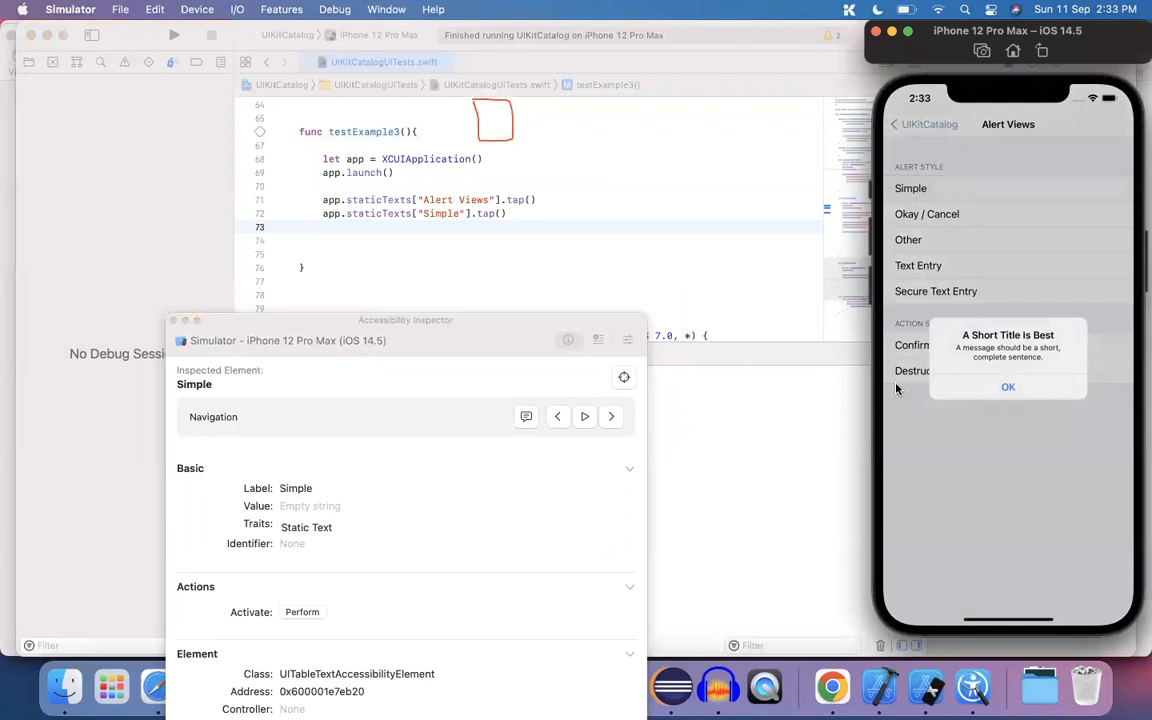 Simulator File Edit View Device I/O Features Debug Window Help Sun 11 Sep 2:33 PM
UIKitCatalog iPhone 12 Pro Max Finished running UIKitCatalog on iPhone 12 Pro Max 2
UIKitCatalogUITests.swift
UIKitCatalog UIKitCatalogUITests UIKitCatalogUITests.swift M testExample3()
64
65
func testExample3(){
67
68 let app = XCUIApplication()
69 app.launch()
70
71 app.staticTexts["Alert Views"].tap()
72 app.staticTexts["Simple"].tap()
73
74
75
76 }
77
78
79
S 7.0, *) {
No Debug Sessi
Filter
Filter
Accessibility Inspector
Simulator - iPhone 12 Pro Max (iOS 14.5)
Inspected Element:
Simple
Navigation
Basic
Label: Simple
Value: Empty string
Traits: Static Text
Identifier: None
Actions
Activate: Perform
Element
Class: UITableTextAccessibilityElement
Address: 0x600001e7eb20
Controller: None
iPhone 12 Pro Max – iOS 14.5
2:33
UIKitCatalog Alert Views
ALERT STYLE
Simple
Okay / Cancel
Other
Text Entry
Secure Text Entry
ACTION S
Confirm
Destruc
A Short Title Is Best
A message should be a short,
complete sentence.
OK